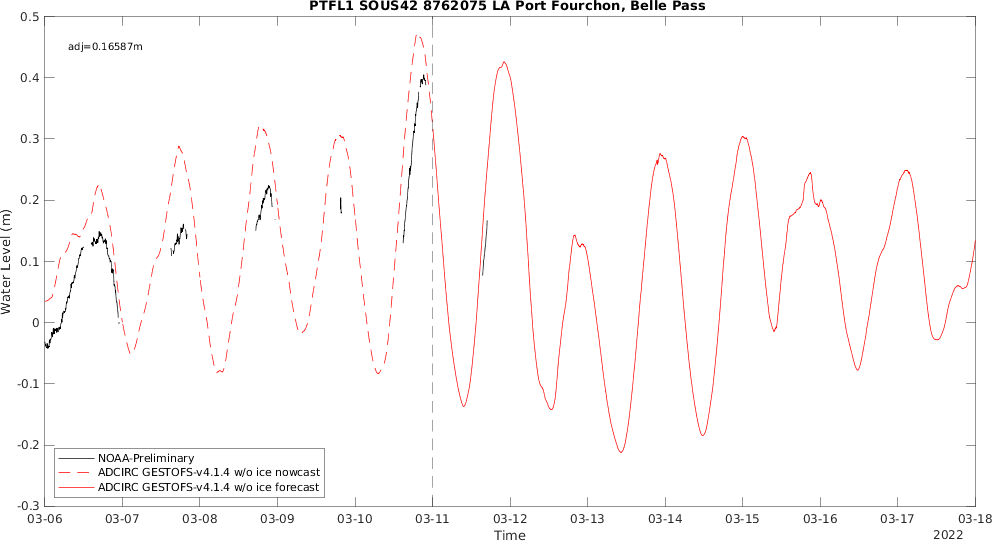 PTFL1 SOUS42 8762075 LA Port Fourchon, Belle Pass
adj=0.16587m
0.5
0.4
0.3
0.2
0.1
0
-0.1
-0.2
-0.3
Water Level (m)
NOAA-Preliminary
ADCIRC GESTOFS-v4.1.4 w/o ice nowcast
ADCIRC GESTOFS-v4.1.4 w/o ice forecast
03-06 03-07 03-08 03-09 03-10 03-11 03-12 03-13 03-14 03-15 03-16 03-17 03-18
Time
2022